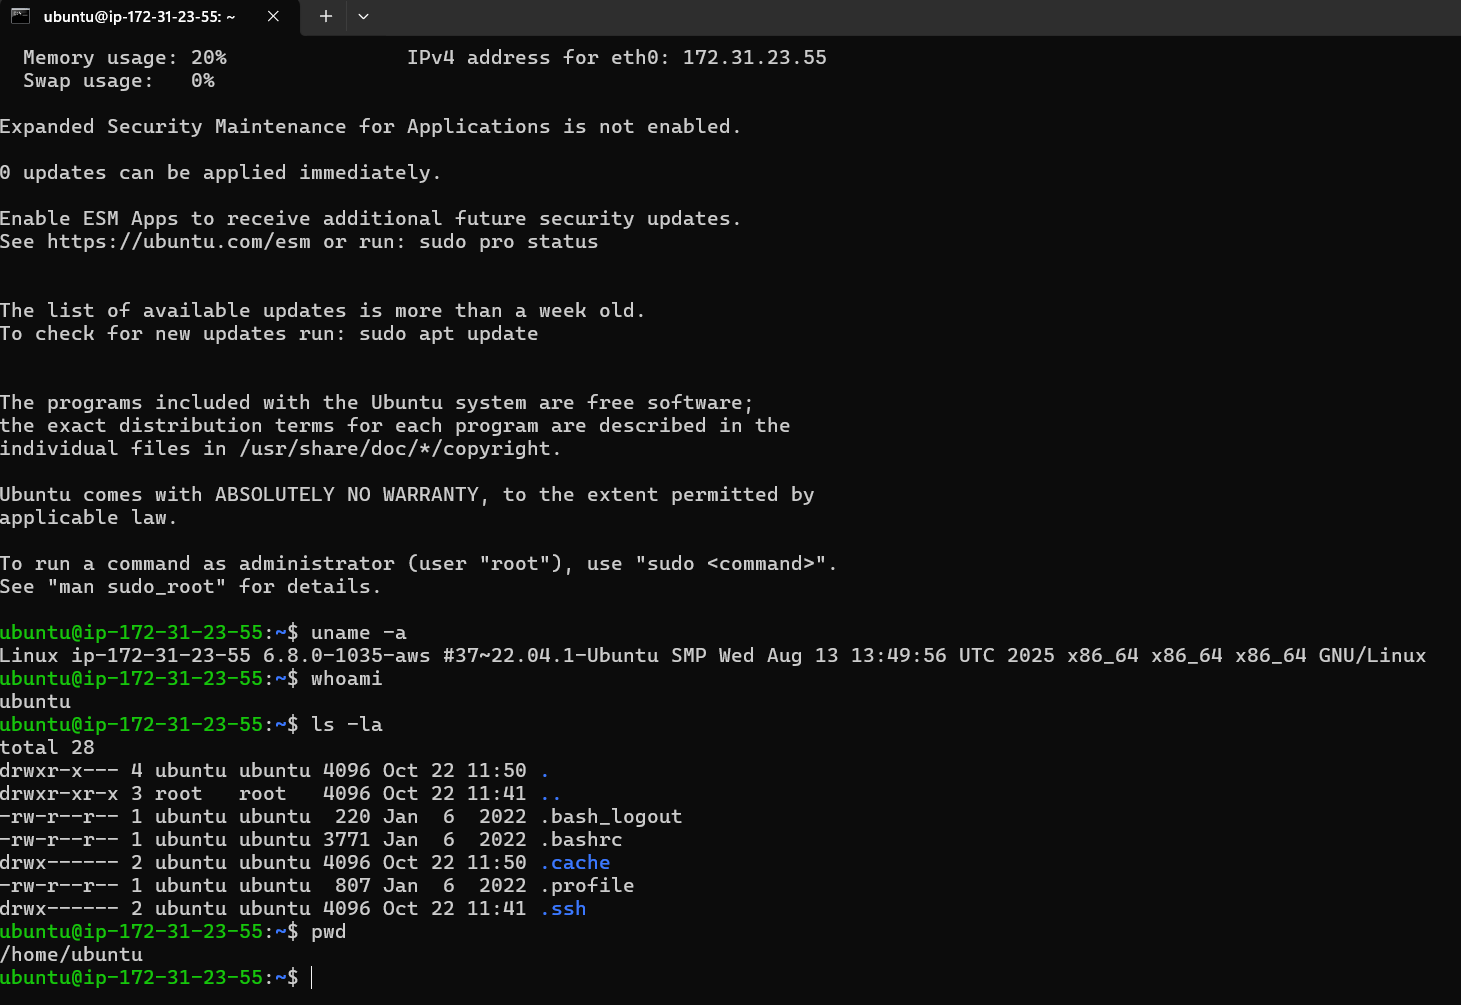 ubuntu@ip-172-31-23-55: ~
  Memory usage: 20%               IPv4 address for eth0: 172.31.23.55
  Swap usage:   0%

Expanded Security Maintenance for Applications is not enabled.

0 updates can be applied immediately.

Enable ESM Apps to receive additional future security updates.
See https://ubuntu.com/esm or run: sudo pro status


The list of available updates is more than a week old.
To check for new updates run: sudo apt update


The programs included with the Ubuntu system are free software;
the exact distribution terms for each program are described in the
individual files in /usr/share/doc/*/copyright.

Ubuntu comes with ABSOLUTELY NO WARRANTY, to the extent permitted by
applicable law.

To run a command as administrator (user "root"), use "sudo <command>".
See "man sudo_root" for details.

ubuntu@ip-172-31-23-55:~$ uname -a
Linux ip-172-31-23-55 6.8.0-1035-aws #37~22.04.1-Ubuntu SMP Wed Aug 13 13:49:56 UTC 2025 x86_64 x86_64 x86_64 GNU/Linux
ubuntu@ip-172-31-23-55:~$ whoami
ubuntu
ubuntu@ip-172-31-23-55:~$ ls -la
total 28
drwxr-x--- 4 ubuntu ubuntu 4096 Oct 22 11:50 .
drwxr-xr-x 3 root   root   4096 Oct 22 11:41 ..
-rw-r--r-- 1 ubuntu ubuntu  220 Jan  6  2022 .bash_logout
-rw-r--r-- 1 ubuntu ubuntu 3771 Jan  6  2022 .bashrc
drwx------ 2 ubuntu ubuntu 4096 Oct 22 11:50 .cache
-rw-r--r-- 1 ubuntu ubuntu  807 Jan  6  2022 .profile
drwx------ 2 ubuntu ubuntu 4096 Oct 22 11:41 .ssh
ubuntu@ip-172-31-23-55:~$ pwd
/home/ubuntu
ubuntu@ip-172-31-23-55:~$